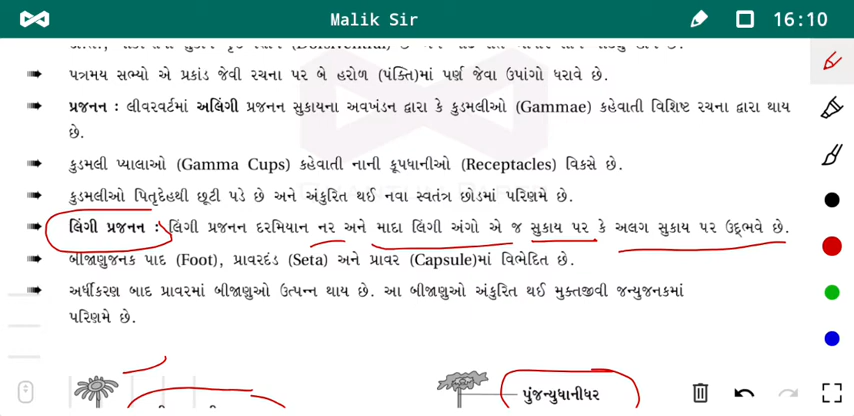 Malik Sir
16:10
(Dorsiventral)
પત્રમય સભ્યો એ પ્રકાંડ જેવી રચના પર બે હરોળ (પંક્તિ)માં પર્ણ જેવા ઉપાંગો ધરાવે છે.
પ્રજનન : લીવરવર્ટમાં અલિંગી પ્રજનન સુકાયના અવખંડન દ્વારા કે કુડમલીઓ (Gammae) કહેવાતી વિશિષ્ટ રચના દ્વારા થાય
છે.
કુડમલી પ્યાલાઓ (Gamma Cups) કહેવાતી નાની કૂપધાનીઓ (Receptacles) વિકસે છે.
કુડમલીઓ પિતૃદેહથી છૂટી પડે છે અને અંકુરિત થઈ નવા સ્વતંત્ર છોડમાં પરિણમે છે.
લિંગી પ્રજનન : લિંગી પ્રજનન દરમિયાન નર અને માદા લિંગી અંગો એ જ સુકાય પર કે અલગ સુકાય પર ઉદ્ભવે છે.
બીજાણુજનક પાદ (Foot), પ્રાવરદંડ (Seta) અને પ્રાવર (Capsule)માં વિભેદિત છે.
અર્ધીકરણ બાદ પ્રાવરમાં બીજાણુઓ ઉત્પન્ન થાય છે. આ બીજાણુઓ અંકુરિત થઈ મુક્તજીવી જન્યુજનકમાં
પરિણમે છે.
પુંજન્યુધાનીધર